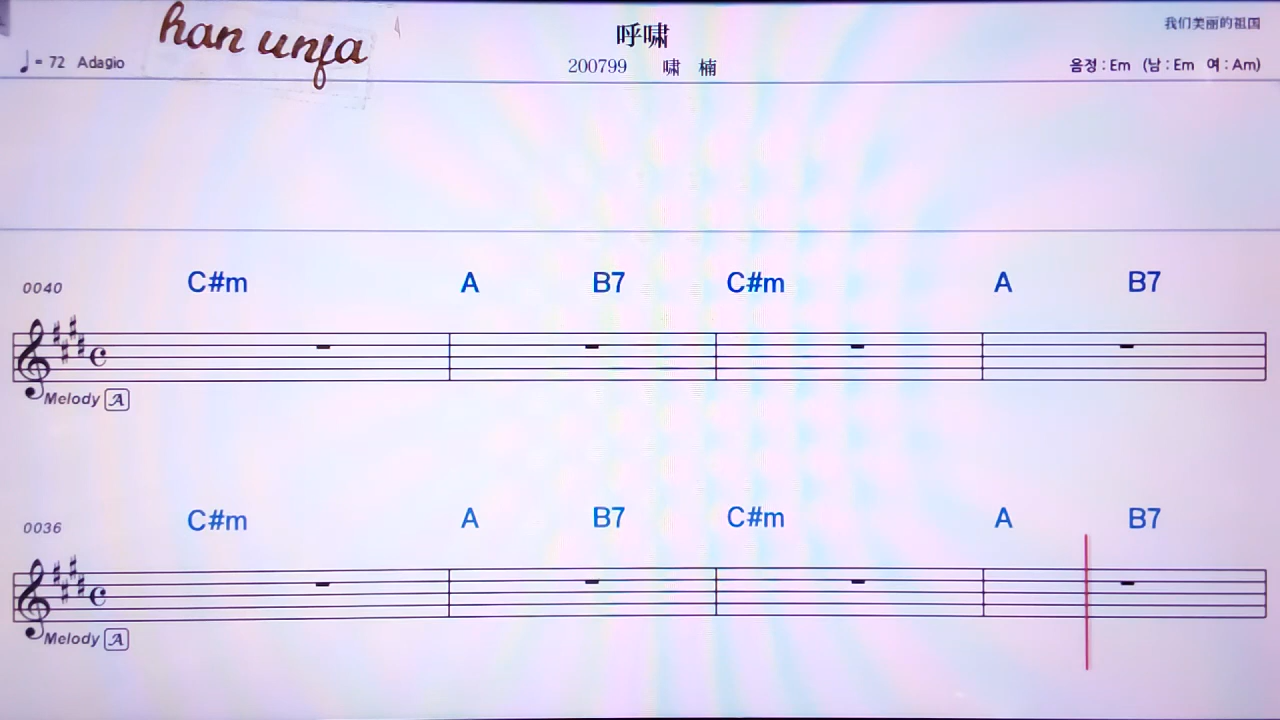 han unfa
呼啸
我们美丽的祖国
♩= 72 Adagio
200799 啸 楠
음정 : Em (남 : Em 여 : Am)
0040
C#m A B7 C#m A B7
Melody A
0036
C#m A B7 C#m A B7
Melody A